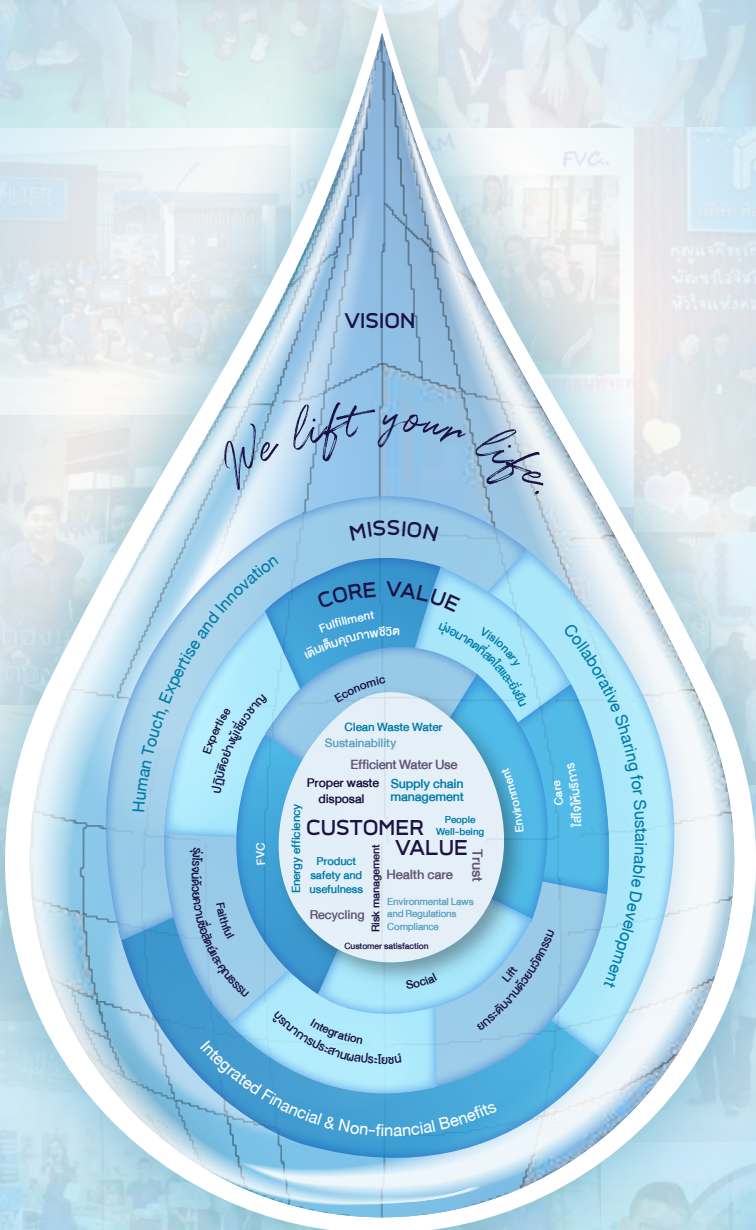 FVC..
VISION
We lift your life.
MISSION
Human Touch, Expertise and Innovation
Collaborative Sharing for Sustainable Development
Integrated Financial & Non-financial Benefits
CORE VALUE
Fulfillment
เติมเต็มคุณภาพชีวิต
Visionary
มุ่งอนาคตที่สดใสและยั่งยืน
Care
ใส่ใจให้บริการ
Lift
ยกระดับงานด้วยนวัตกรรม
Integration
บูรณาการประสานผลประโยชน์
Faithful
รุ่งโรจน์ด้วยความซื่อสัตย์และคุณธรรม
Expertise
ปฏิบัติอย่างผู้เชี่ยวชาญ
Economic
Environment
Social
FVC
Clean Waste Water
Sustainability
Efficient Water Use
Proper waste
disposal
Supply chain
management
Energy efficiency
CUSTOMER
VALUE
People
Well-being
Product
safety and
usefulness
Risk management
Health care
Trust
Recycling
Environmental Laws
and Regulations
Compliance
Customer satisfaction